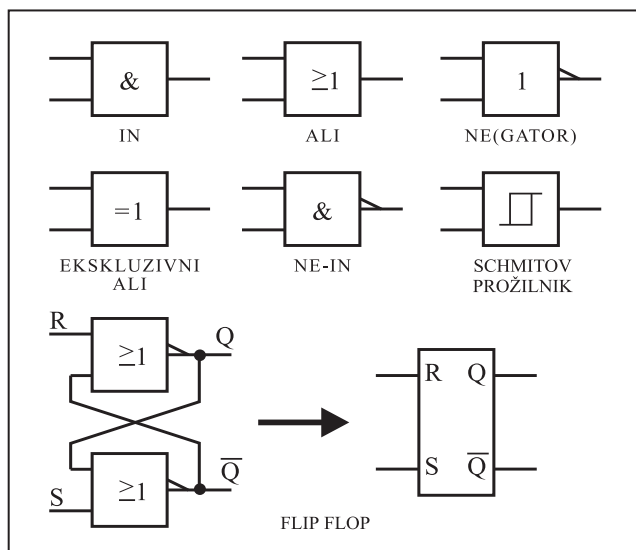 & ≥1 1
IN ALI NE(GATOR)
=1 &
EKSKLUZIVNI
ALI NE-IN SCHMITOV
PROŽILNIK
R ≥1 Q
R Q
S ≥1 Q̅
S Q̅
FLIP FLOP